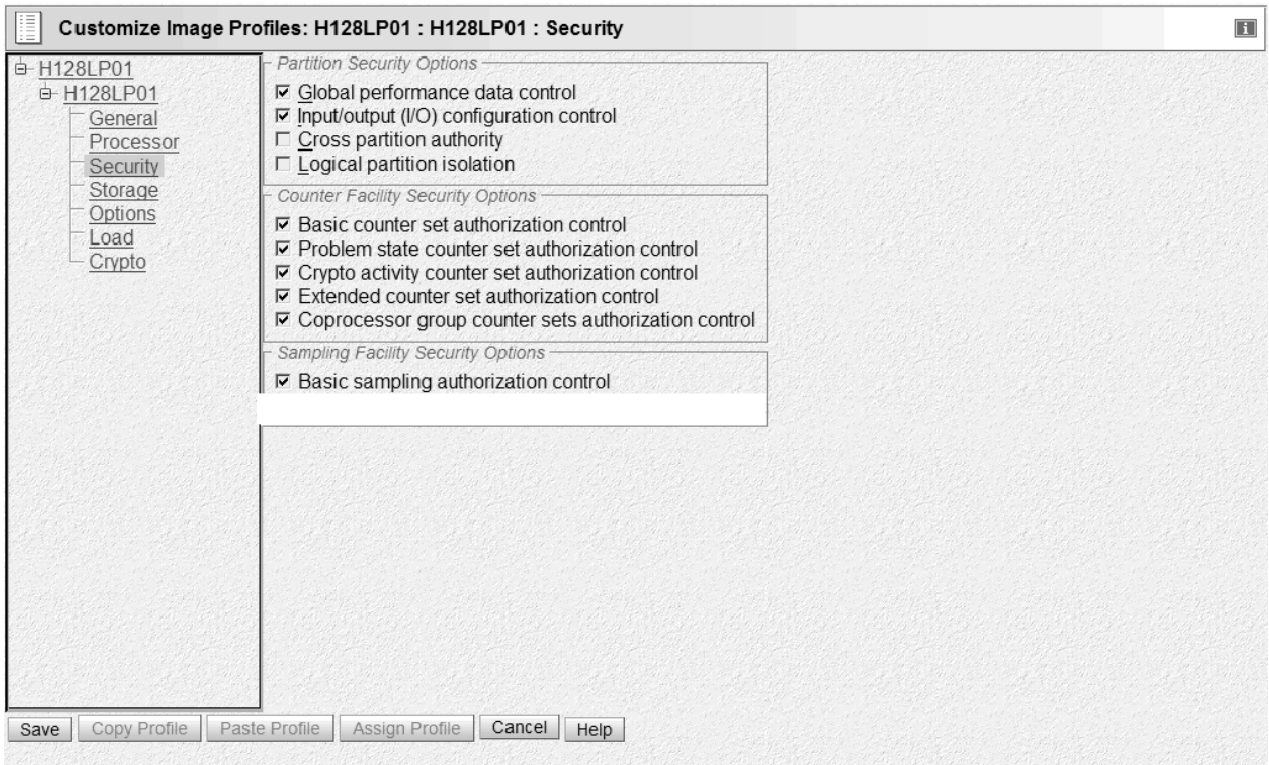 Customize Image Profiles: H128LP01 : H128LP01 : Security
i
H128LP01
H128LP01
General
Processor
Security
Storage
Options
Load
Crypto
Partition Security Options
Global performance data control
Input/output (I/O) configuration control
Cross partition authority
Logical partition isolation
Counter Facility Security Options
Basic counter set authorization control
Problem state counter set authorization control
Crypto activity counter set authorization control
Extended counter set authorization control
Coprocessor group counter sets authorization control
Sampling Facility Security Options
Basic sampling authorization control
Save Copy Profile Paste Profile Assign Profile Cancel Help